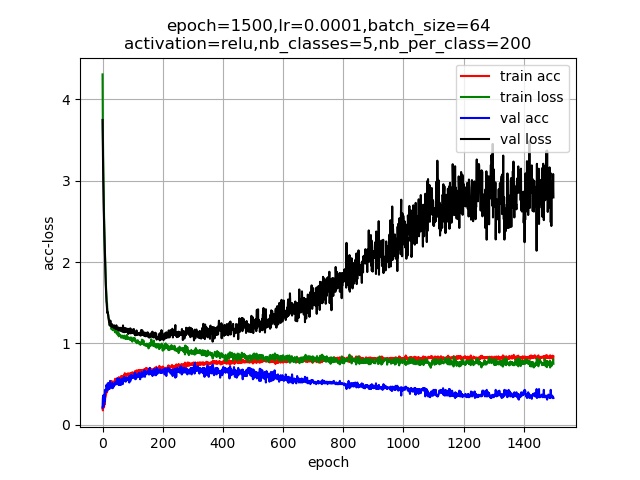 epoch=1500,lr=0.0001,batch_size=64
activation=relu,nb_classes=5,nb_per_class=200
train acc
train loss
val acc
val loss
acc-loss
4
3
2
1
0
0 200 400 600 800 1000 1200 1400
epoch